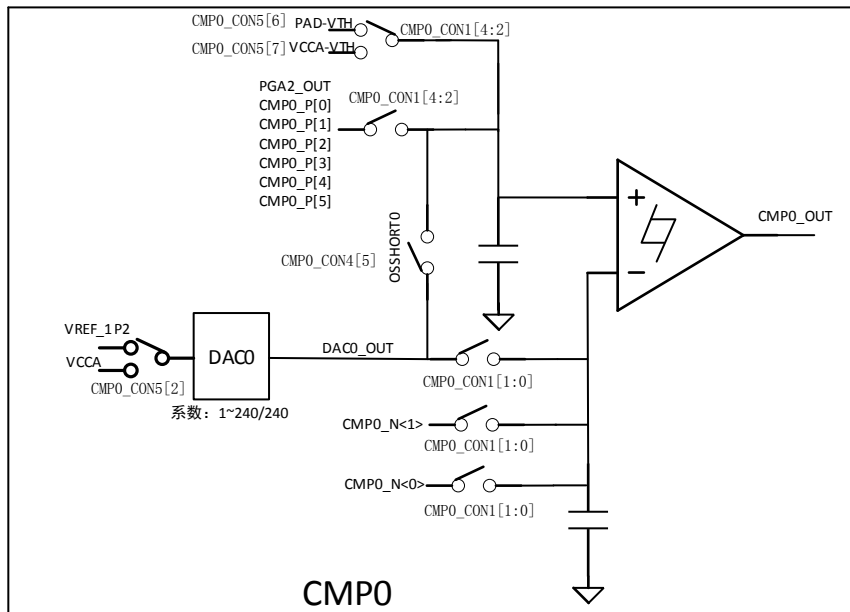 CMP0_CON5[6] PAD-VTH
CMP0_CON1[4:2]
CMP0_CON5[7] VCCA-VTH
PGA2_OUT
CMP0_CON1[4:2]
CMP0_P[0]
CMP0_P[1]
CMP0_P[2]
CMP0_P[3]
CMP0_P[4]
CMP0_P[5]
+
CMP0_OUT
OSSHORT0
CMP0_CON4[5]
−
VREF_1P2
VCCA
DAC0
DAC0_OUT
CMP0_CON5[2]
CMP0_CON1[1:0]
系数：1~240/240
CMP0_N<1>
CMP0_CON1[1:0]
CMP0_N<0>
CMP0_CON1[1:0]
CMP0